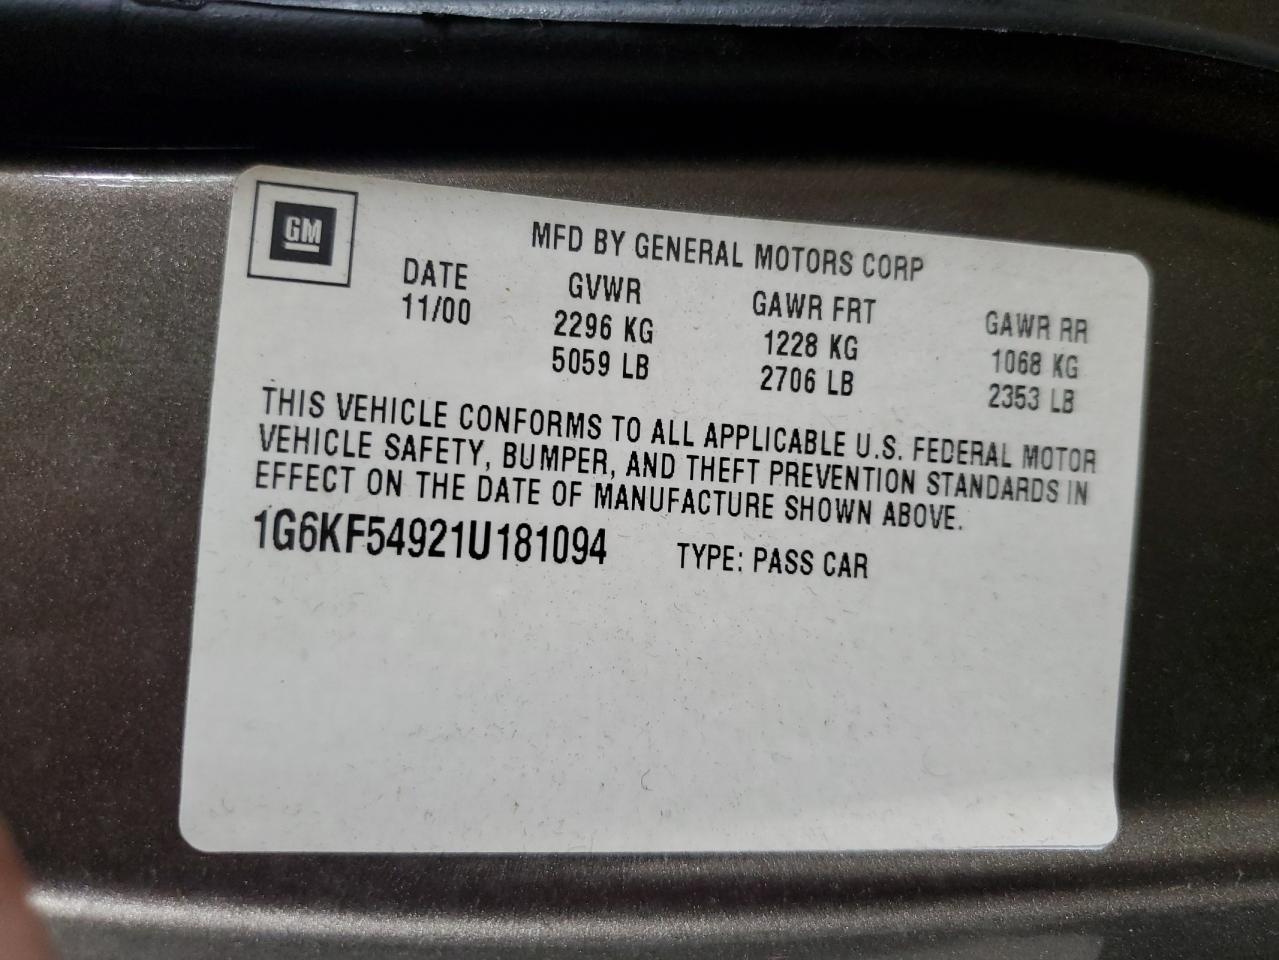 GM
MFD BY GENERAL MOTORS CORP
DATE GVWR GAWR FRT GAWR RR
11/00 2296 KG 1228 KG 1068 KG
5059 LB 2706 LB 2353 LB
THIS VEHICLE CONFORMS TO ALL APPLICABLE U.S. FEDERAL MOTOR
VEHICLE SAFETY, BUMPER, AND THEFT PREVENTION STANDARDS IN
EFFECT ON THE DATE OF MANUFACTURE SHOWN ABOVE.
1G6KF54921U181094 TYPE: PASS CAR